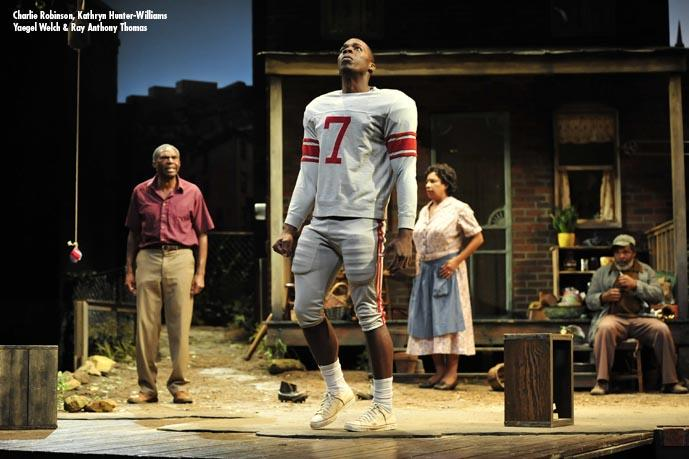 Charlie Robinson, Kathryn Hunter-Williams
Yaegel Welch & Ray Anthony Thomas
7